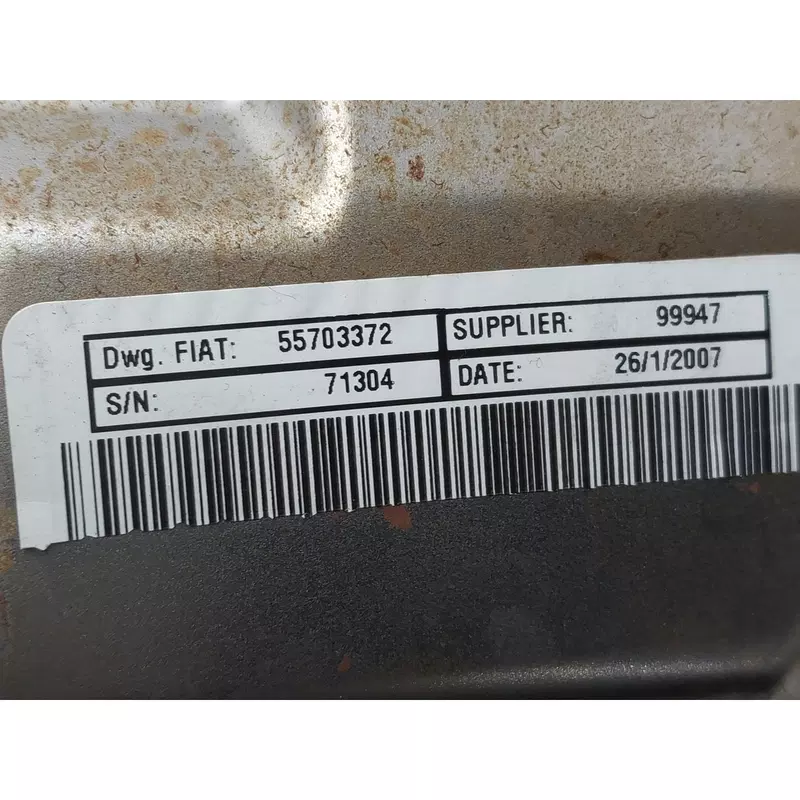 Dwg. FIAT: 55703372 SUPPLIER: 99947
S/N: 71304 DATE: 26/1/2007